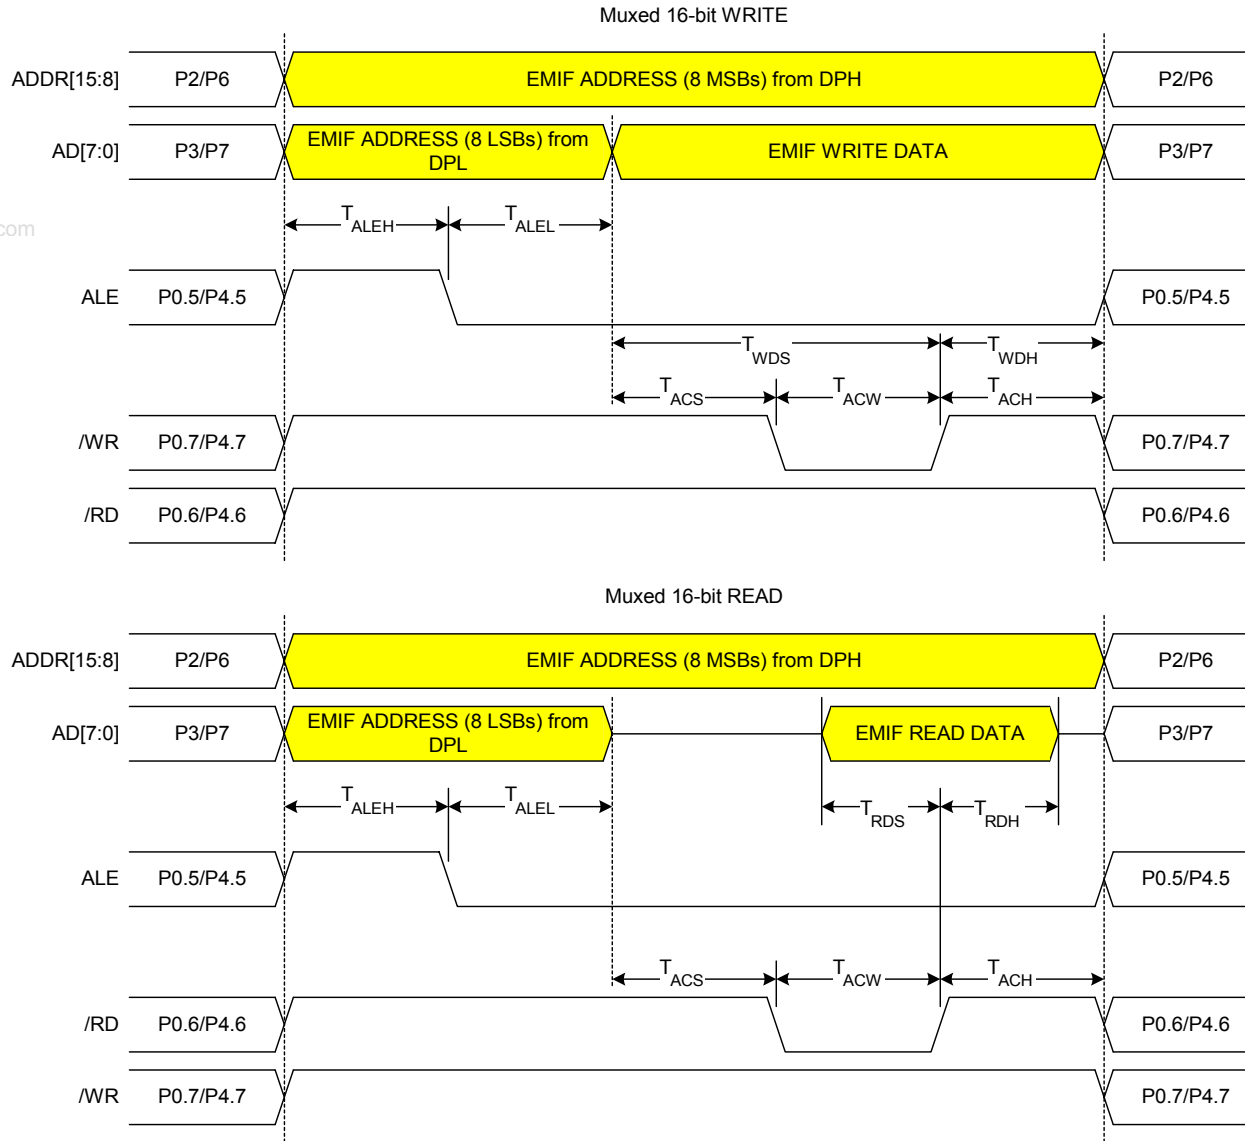 Muxed 16-bit WRITE
ADDR[15:8] P2/P6 EMIF ADDRESS (8 MSBs) from DPH P2/P6
AD[7:0] P3/P7 EMIF ADDRESS (8 LSBs) from DPL EMIF WRITE DATA P3/P7
com
TALEH TALEL
ALE P0.5/P4.5 P0.5/P4.5
TWDS TWDH
TACS TACW TACH
/WR P0.7/P4.7 P0.7/P4.7
/RD P0.6/P4.6 P0.6/P4.6
Muxed 16-bit READ
ADDR[15:8] P2/P6 EMIF ADDRESS (8 MSBs) from DPH P2/P6
AD[7:0] P3/P7 EMIF ADDRESS (8 LSBs) from DPL EMIF READ DATA P3/P7
TALEH TALEL TRDS TRDH
ALE P0.5/P4.5 P0.5/P4.5
TACS TACW TACH
/RD P0.6/P4.6 P0.6/P4.6
/WR P0.7/P4.7 P0.7/P4.7